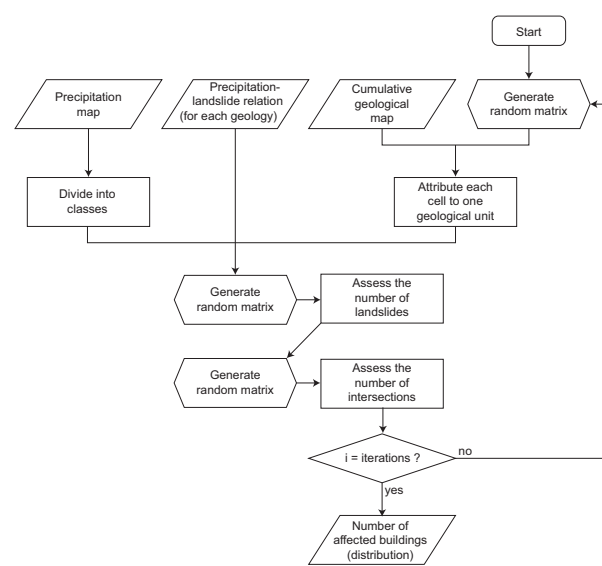 Start
Precipitation
map
Precipitation-
landslide relation
(for each geology)
Cumulative
geological
map
Generate
random matrix
Divide into
classes
Attribute each
cell to one
geological unit
Generate
random matrix
Assess the
number of
landslides
Generate
random matrix
Assess the
number of
intersections
i = iterations ?
no
yes
Number of
affected buildings
(distribution)